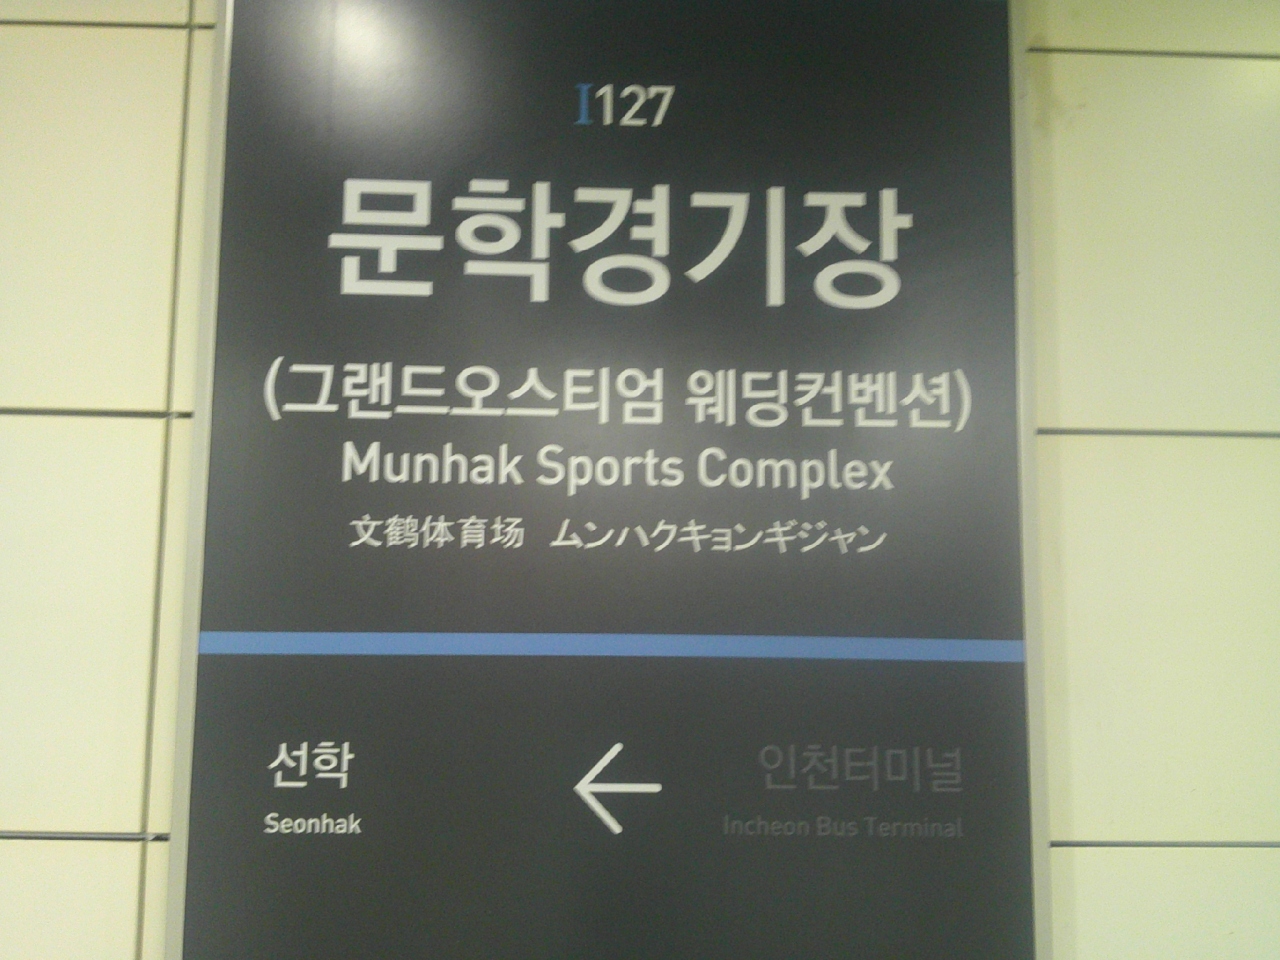 I127
문학경기장
(그랜드오스티엄 웨딩컨벤션)
Munhak Sports Complex
文鹤体育场 ムンハクキョンギジャン
선학 ← 인천터미널
Seonhak Incheon Bus Terminal